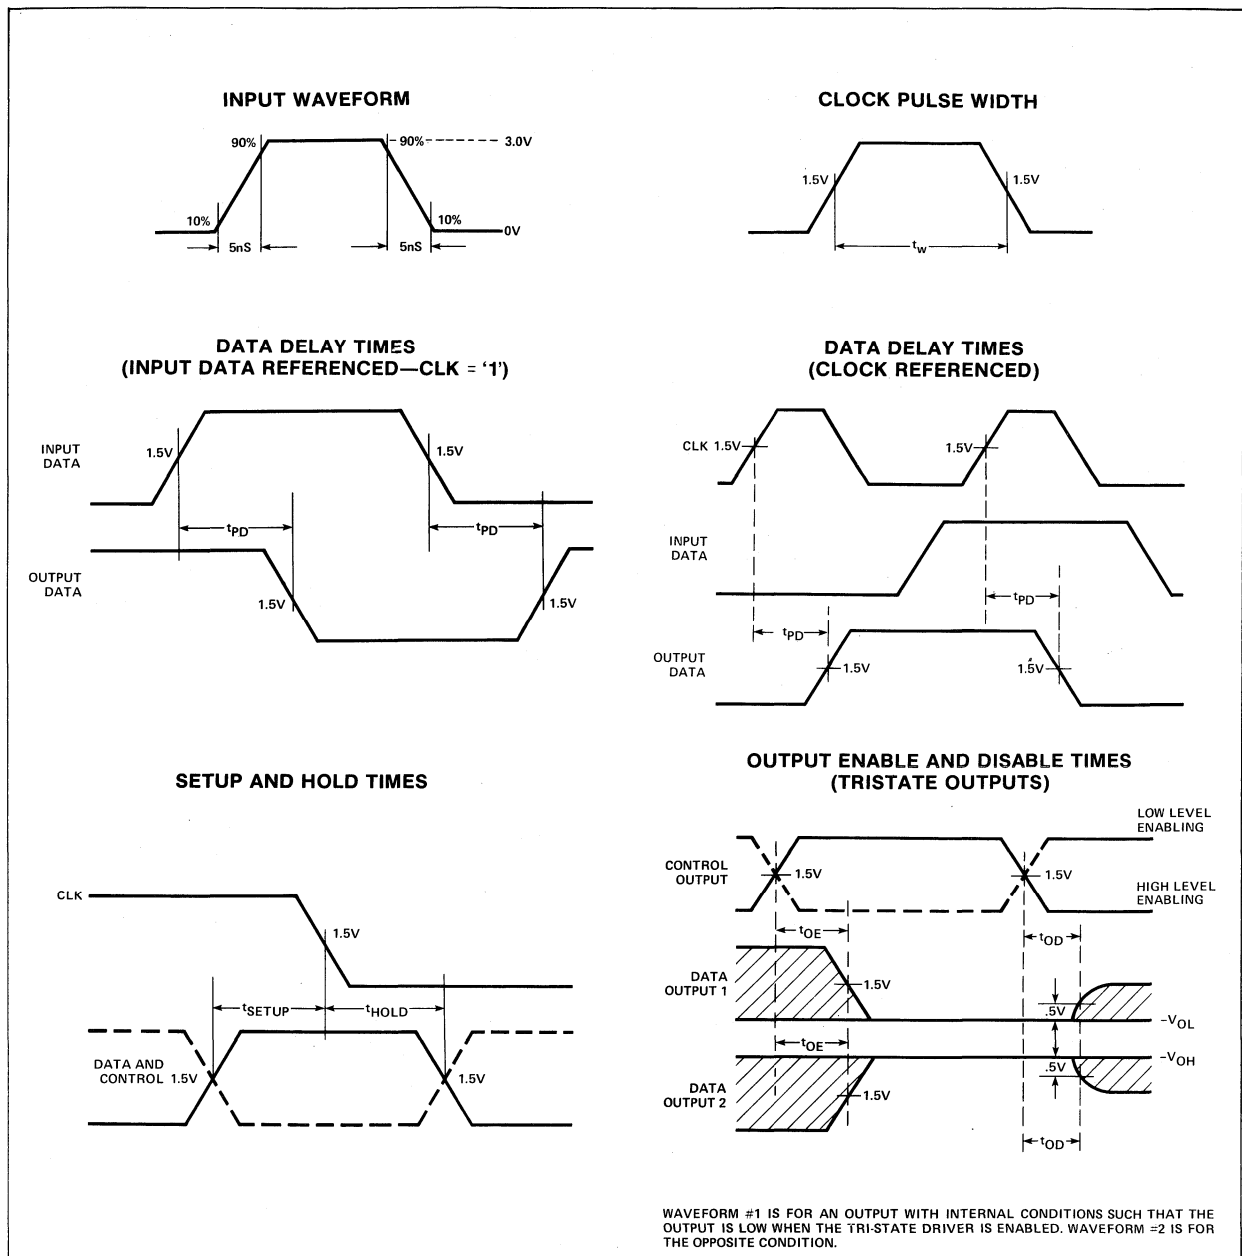 INPUT WAVEFORM
90%
90%
3.0V
10%
10%
0V
5nS
5nS
CLOCK PULSE WIDTH
1.5V
1.5V
tw
DATA DELAY TIMES
(INPUT DATA REFERENCED—CLK = '1')
INPUT
DATA
1.5V
1.5V
tPD
tPD
OUTPUT
DATA
1.5V
1.5V
DATA DELAY TIMES
(CLOCK REFERENCED)
CLK 1.5V
1.5V
INPUT
DATA
tPD
tPD
OUTPUT
DATA
1.5V
1.5V
SETUP AND HOLD TIMES
CLK
1.5V
tSETUP
tHOLD
DATA AND
CONTROL
1.5V
1.5V
OUTPUT ENABLE AND DISABLE TIMES
(TRISTATE OUTPUTS)
LOW LEVEL
ENABLING
CONTROL
OUTPUT
1.5V
1.5V
HIGH LEVEL
ENABLING
tOE
tOD
DATA
OUTPUT 1
1.5V
.5V
-VOL
tOE
-VOH
.5V
DATA
OUTPUT 2
1.5V
tOD
WAVEFORM #1 IS FOR AN OUTPUT WITH INTERNAL CONDITIONS SUCH THAT THE
OUTPUT IS LOW WHEN THE TRI-STATE DRIVER IS ENABLED. WAVEFORM #2 IS FOR
THE OPPOSITE CONDITION.